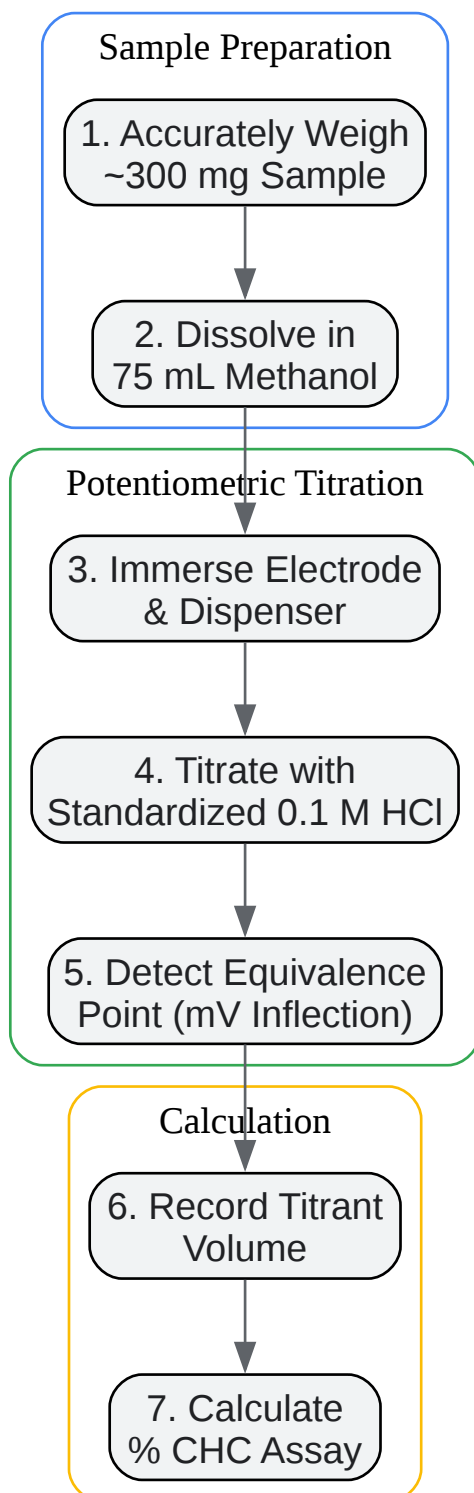 Sample Preparation
1. Accurately Weigh
~300 mg Sample
2. Dissolve in
75 mL Methanol
Potentiometric Titration
3. Immerse Electrode
& Dispenser
4. Titrate with
Standardized 0.1 M HCl
5. Detect Equivalence
Point (mV Inflection)
Calculation
6. Record Titrant
Volume
7. Calculate
% CHC Assay